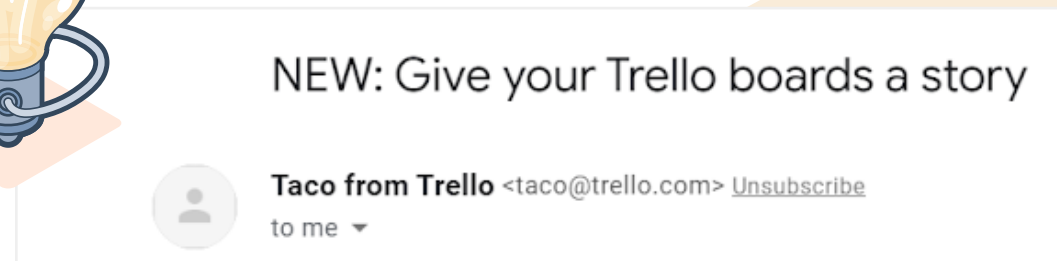 NEW: Give your Trello boards a story
Taco from Trello <taco@trello.com> Unsubscribe
to me